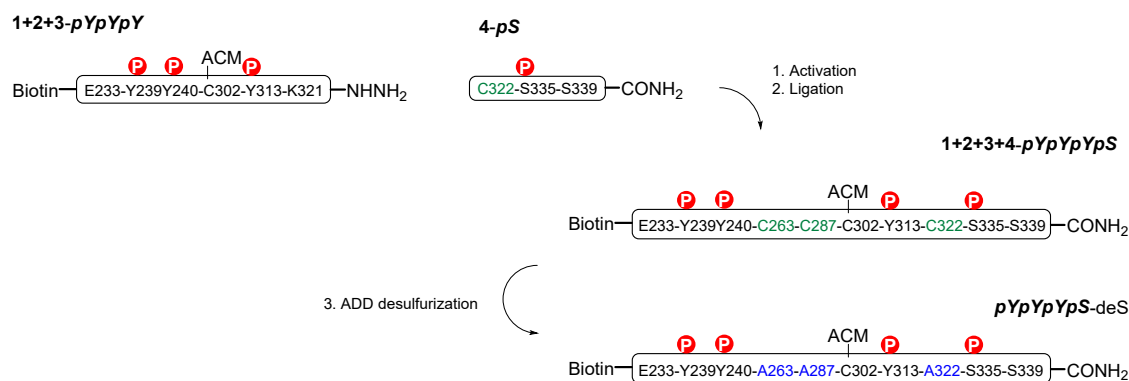 1+2+3-pYpYpY
4-pS
P P ACM P
P
Biotin E233-Y239Y240-C302-Y313-K321 NHNH₂
C322-S335-S339 CONH₂
1. Activation
2. Ligation
1+2+3+4-pYpYpYpS
P P ACM P P
Biotin E233-Y239Y240-C263-C287-C302-Y313-C322-S335-S339 CONH₂
3. ADD desulfurization
pYpYpYpS-deS
P P ACM P P
Biotin E233-Y239Y240-A263-A287-C302-Y313-A322-S335-S339 CONH₂